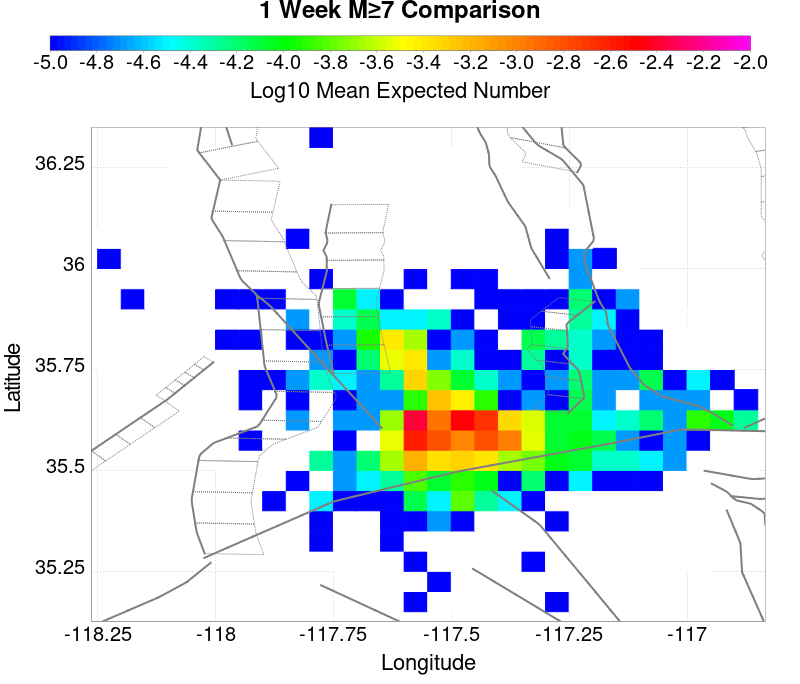 1 Week M≥7 Comparison
-5.0 -4.8 -4.6 -4.4 -4.2 -4.0 -3.8 -3.6 -3.4 -3.2 -3.0 -2.8 -2.6 -2.4 -2.2 -2.0
Log10 Mean Expected Number
36.25
36
35.75
35.5
35.25
Latitude
-118.25 -118 -117.75 -117.5 -117.25 -117
Longitude